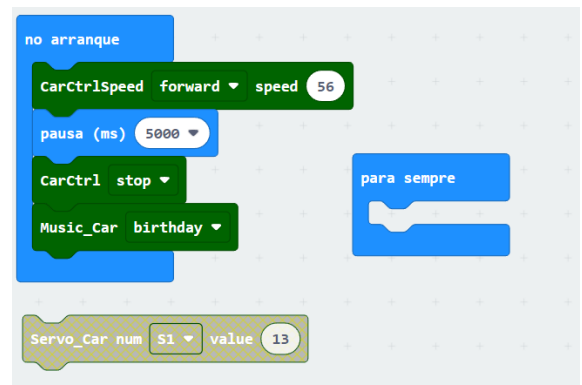 no arranque
CarCtrlSpeed forward speed 56
pausa (ms) 5000
CarCtrl stop
Music_Car birthday
para sempre
Servo_Car num S1 value 13